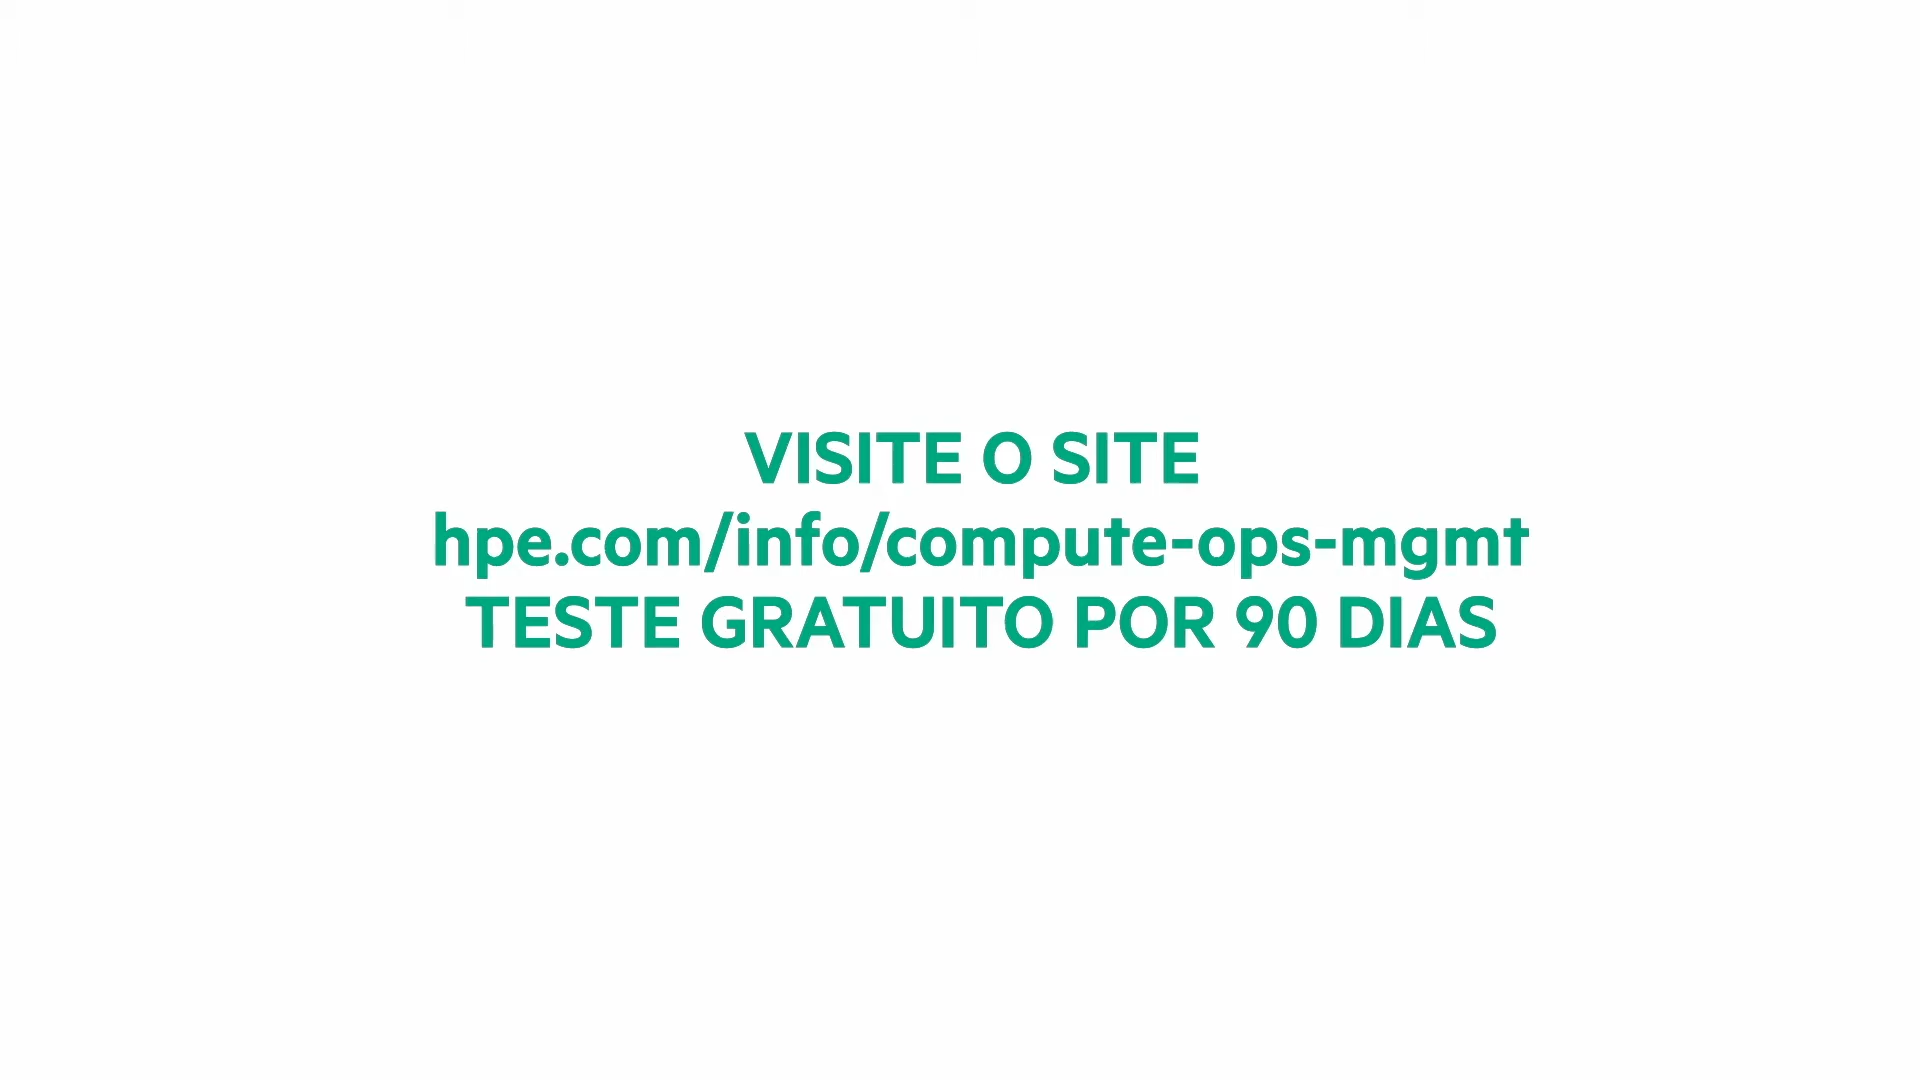 VISITE O SITE
hpe.com/info/compute-ops-mgmt
TESTE GRATUITO POR 90 DIAS